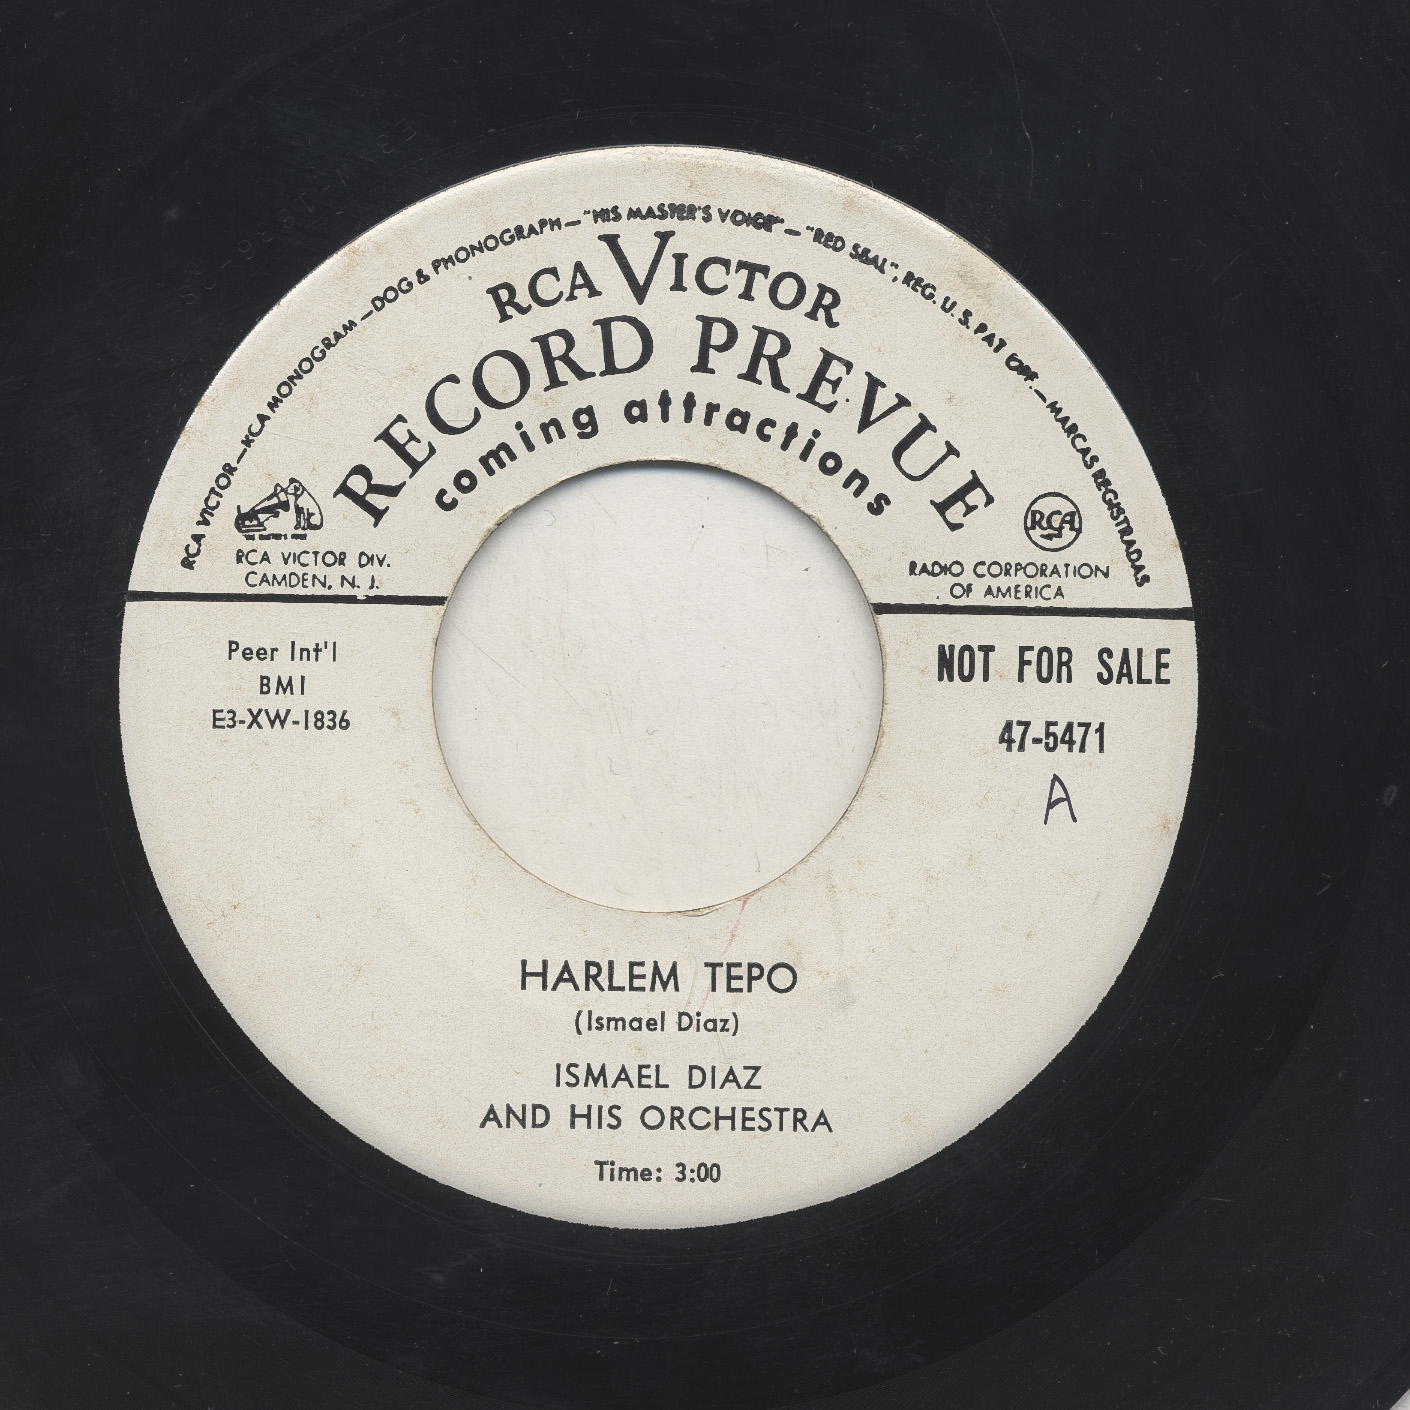 RCA VICTOR—RCA MONOGRAM—DOG & PHONOGRAPH—"HIS MASTER'S VOICE"—"RED SEAL", REG. U. S. PAT. OFF.—MARCAS REGISTRADAS
RCA VICTOR
RECORD PREVUE
coming attractions
RCA
RCA VICTOR DIV.
CAMDEN, N. J.
RADIO CORPORATION
OF AMERICA
Peer Int'l
BMI
E3-XW-1836
NOT FOR SALE
47-5471
A
HARLEM TEPO
(Ismael Diaz)
ISMAEL DIAZ
AND HIS ORCHESTRA
Time: 3:00